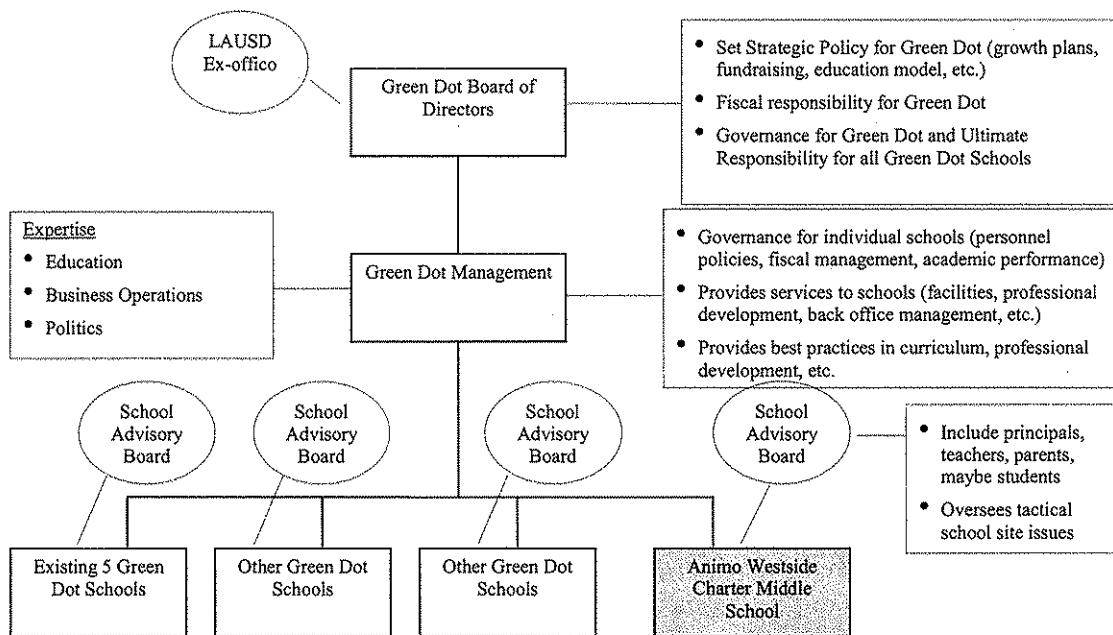 LAUSD
Ex-offico
Green Dot Board of
Directors
• Set Strategic Policy for Green Dot (growth plans,
fundraising, education model, etc.)
• Fiscal responsibility for Green Dot
• Governance for Green Dot and Ultimate
Responsibility for all Green Dot Schools
Expertise
• Education
• Business Operations
• Politics
Green Dot Management
• Governance for individual schools (personnel
policies, fiscal management, academic performance)
• Provides services to schools (facilities, professional
development, back office management, etc.)
• Provides best practices in curriculum, professional
development, etc.
School
Advisory
Board
School
Advisory
Board
School
Advisory
Board
School
Advisory
Board
• Include principals,
teachers, parents,
maybe students
• Oversees tactical
school site issues
Existing 5 Green
Dot Schools
Other Green Dot
Schools
Other Green Dot
Schools
Animo Westside
Charter Middle
School